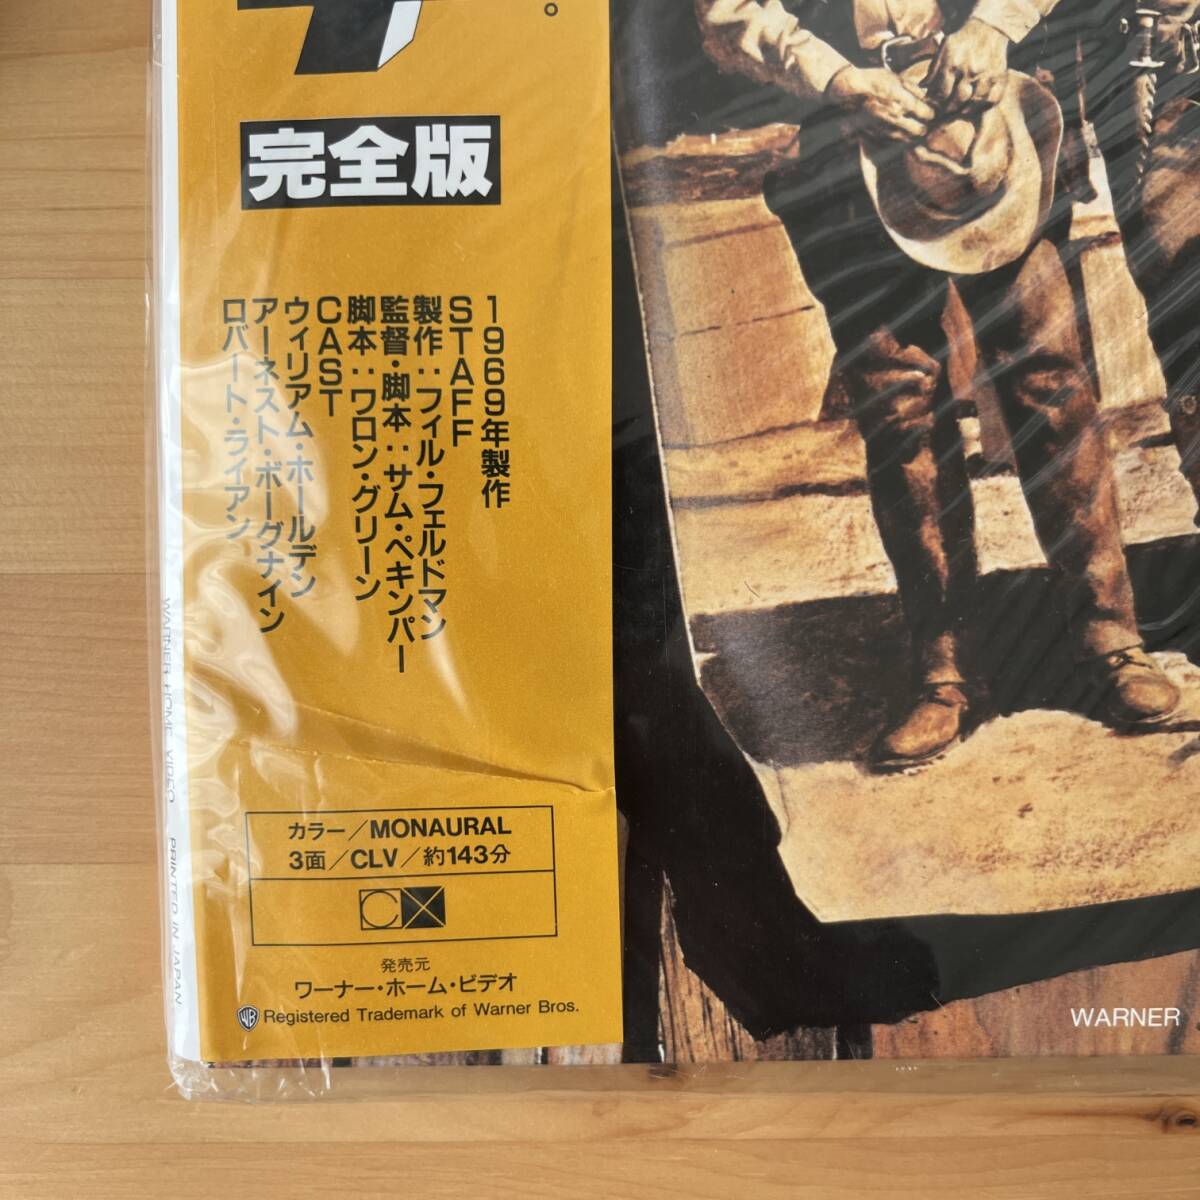 。
完全版
1969年製作
STAFF
製作：フィル・フェルドマン
監督・脚本：サム・ペキンパー
脚本：ワロン・グリーン
CAST
ウィリアム・ホールデン
アーネスト・ボーグナイン
ロバート・ライアン
カラー／MONAURAL
3面／CLV／約143分
CX
発売元
ワーナー・ホーム・ビデオ
WB Registered Trademark of Warner Bros.
WARNER HOME VIDEO PRINTED IN JAPAN
WARNER